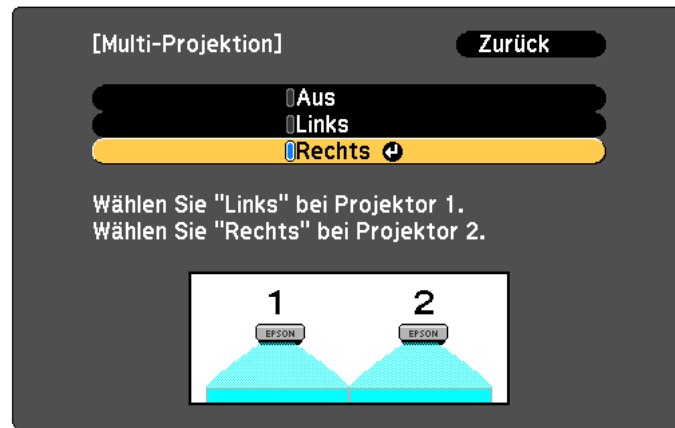 [Multi-Projektion] Zurück
Aus
Links
Rechts
Wählen Sie "Links" bei Projektor 1.
Wählen Sie "Rechts" bei Projektor 2.
1 2
EPSON EPSON